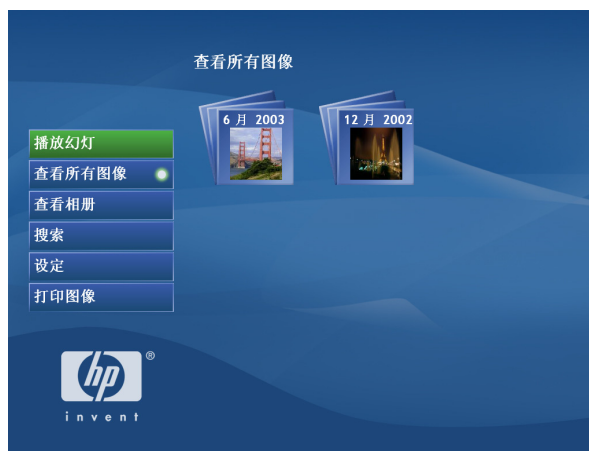 查看所有图像
6 月 2003
12 月 2002
播放幻灯
查看所有图像
查看相册
搜索
设定
打印图像
hp ®
invent